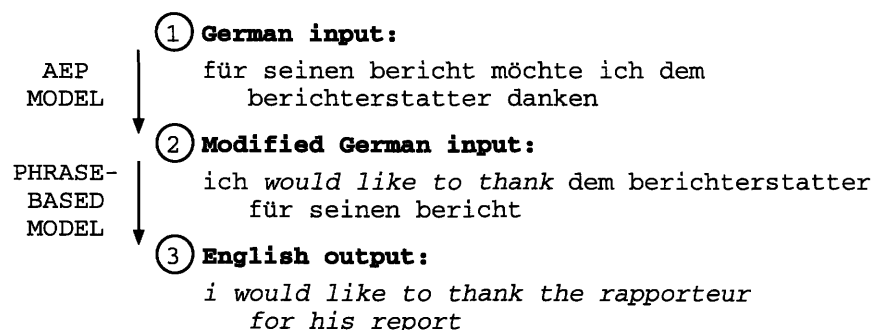 1 German input:
AEP
MODEL
für seinen bericht möchte ich dem
berichterstatter danken
2 Modified German input:
PHRASE-
BASED
MODEL
ich would like to thank dem berichterstatter
für seinen bericht
3 English output:
i would like to thank the rapporteur
for his report